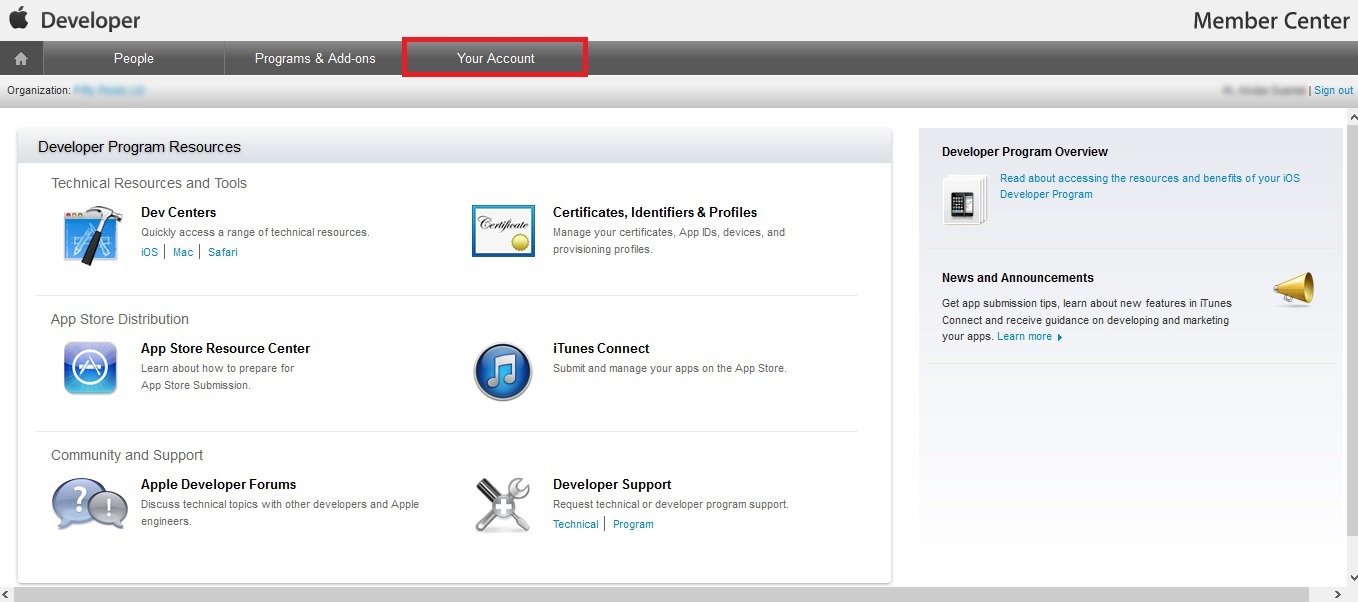 Developer
Member Center
People
Programs & Add-ons
Your Account
Organization:
| Sign out
Developer Program Resources
Technical Resources and Tools
Dev Centers
Quickly access a range of technical resources.
iOS | Mac | Safari
Certificate
Certificates, Identifiers & Profiles
Manage your certificates, App IDs, devices, and
provisioning profiles.
App Store Distribution
App Store Resource Center
Learn about how to prepare for
App Store Submission.
iTunes Connect
Submit and manage your apps on the App Store.
Community and Support
? !
Apple Developer Forums
Discuss technical topics with other developers and Apple
engineers.
Developer Support
Request technical or developer program support.
Technical | Program
Developer Program Overview
Read about accessing the resources and benefits of your iOS
Developer Program
News and Announcements
Get app submission tips, learn about new features in iTunes
Connect and receive guidance on developing and marketing
your apps. Learn more